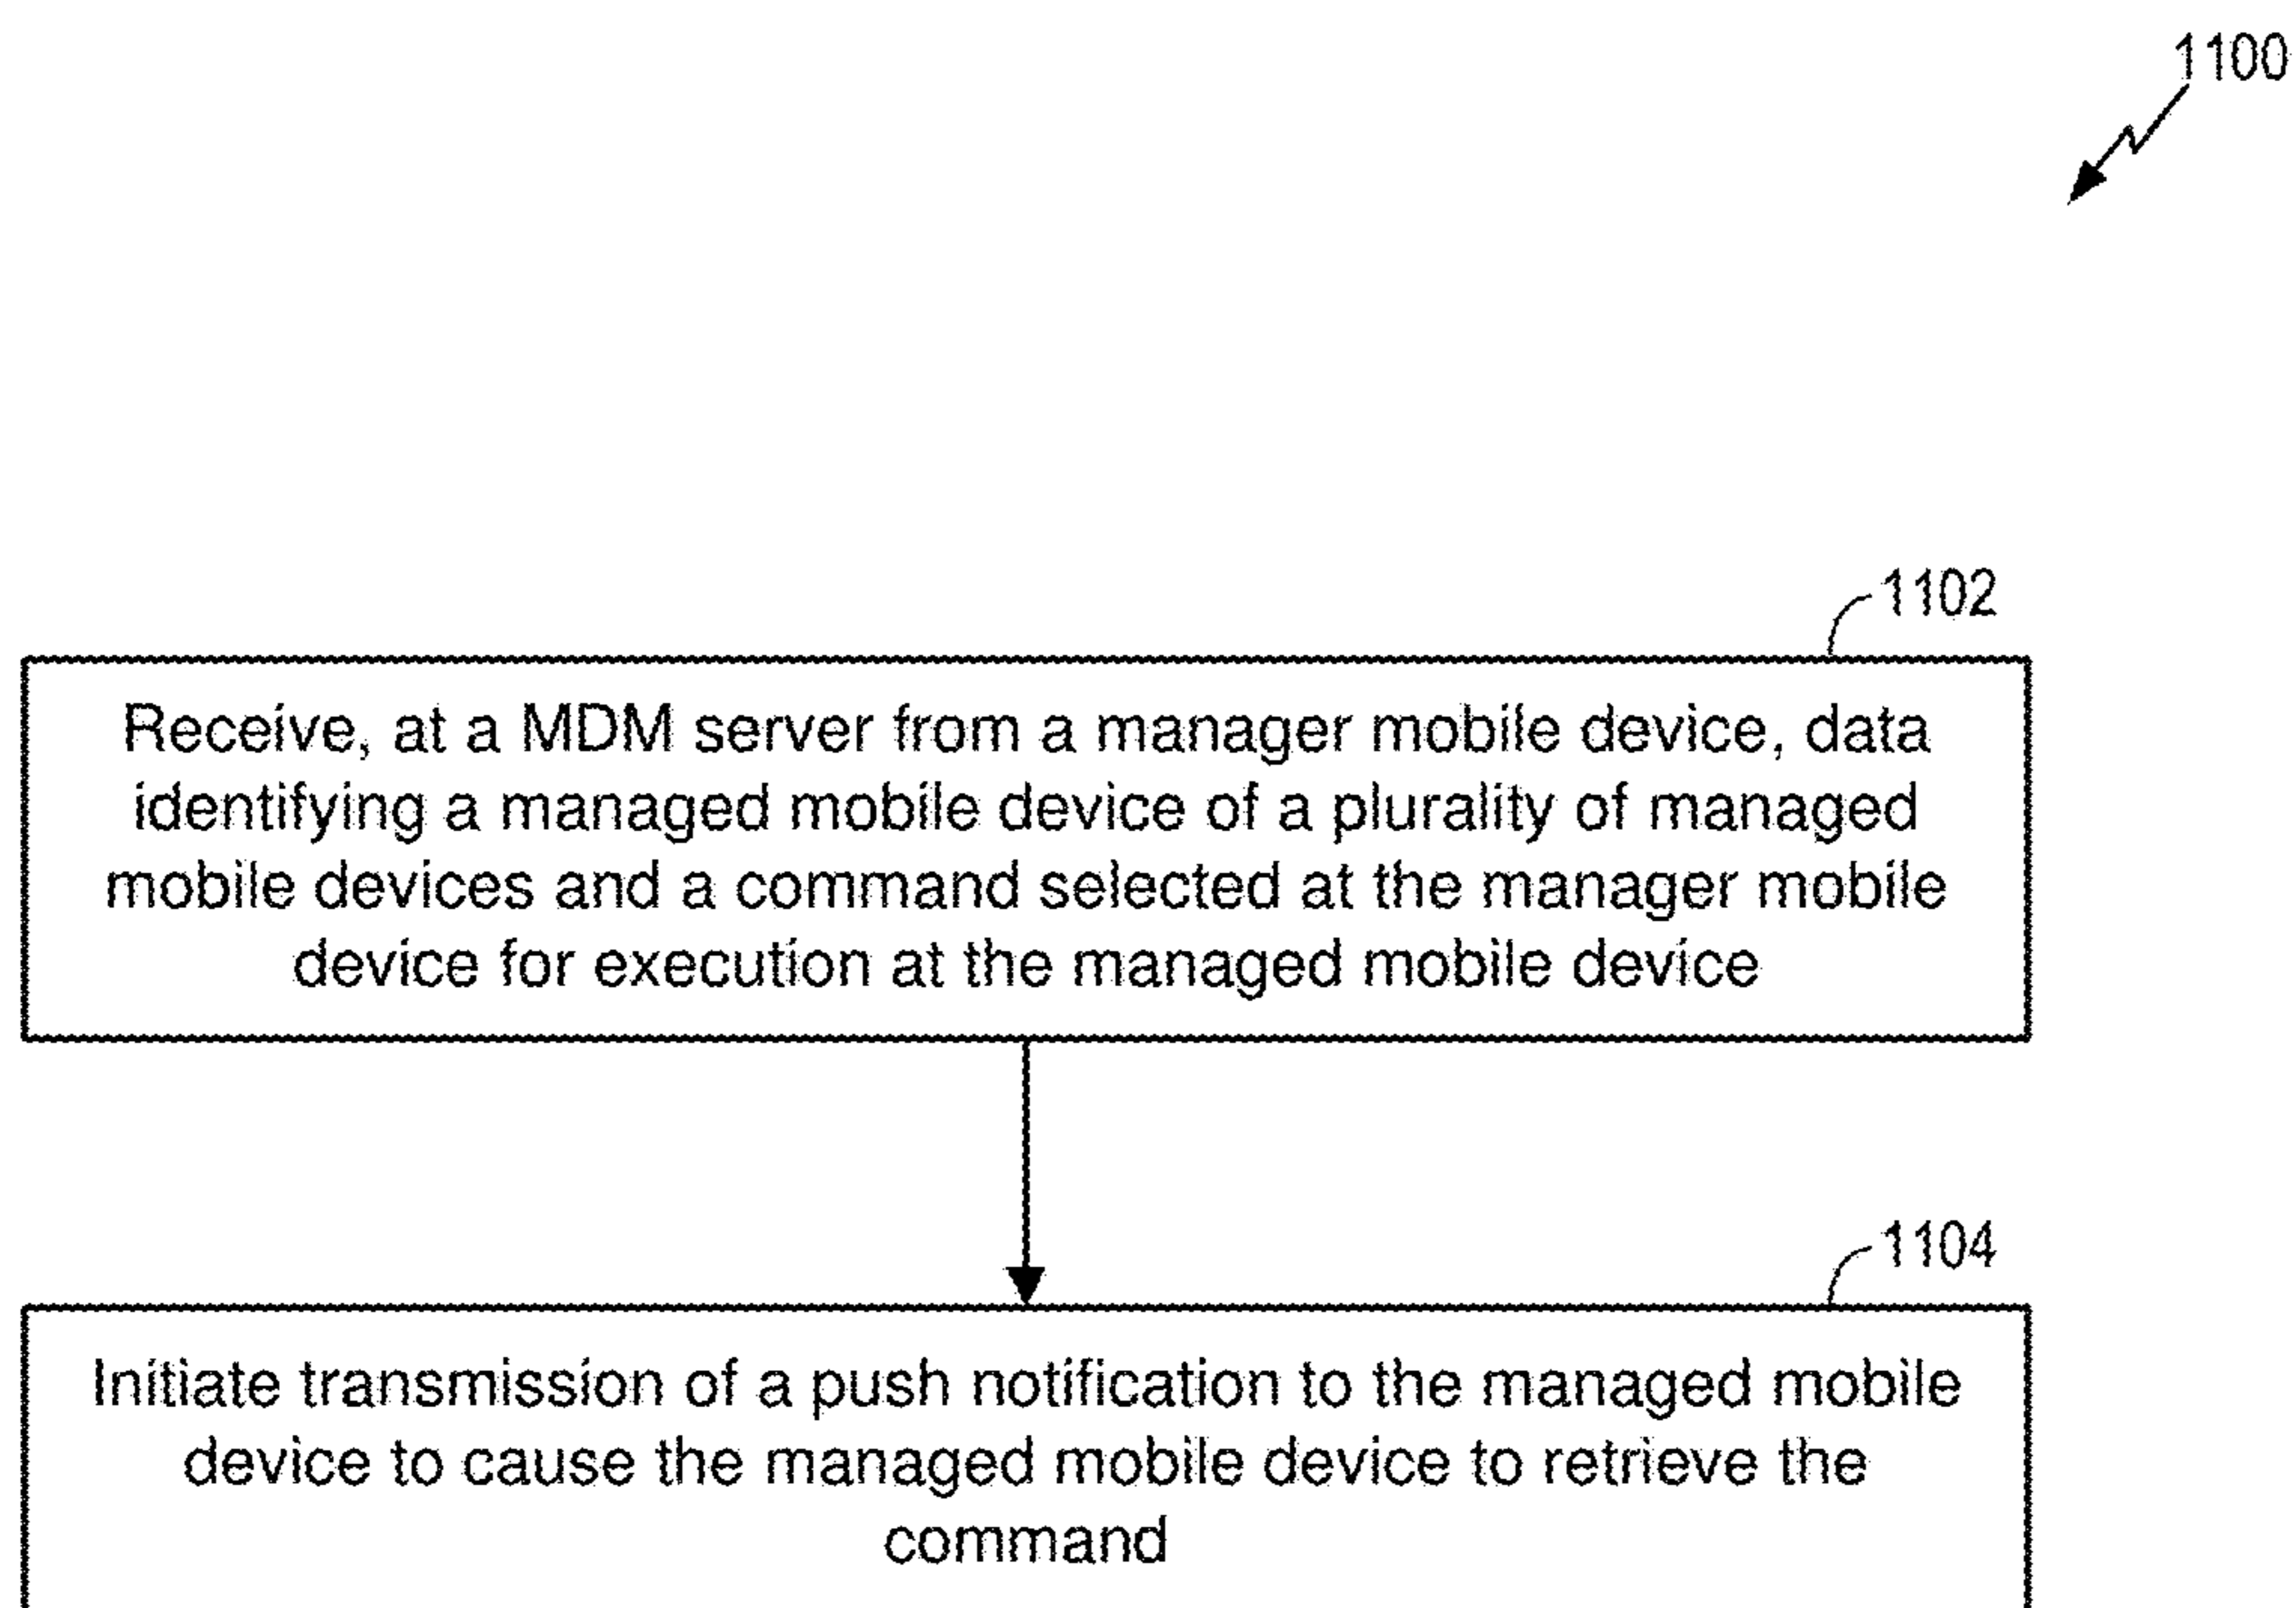 1100
1102
Receive, at a MDM server from a manager mobile device, data
identifying a managed mobile device of a plurality of managed
mobile devices and a command selected at the manager mobile
device for execution at the managed mobile device
1104
Initiate transmission of a push notification to the managed mobile
device to cause the managed mobile device to retrieve the
command